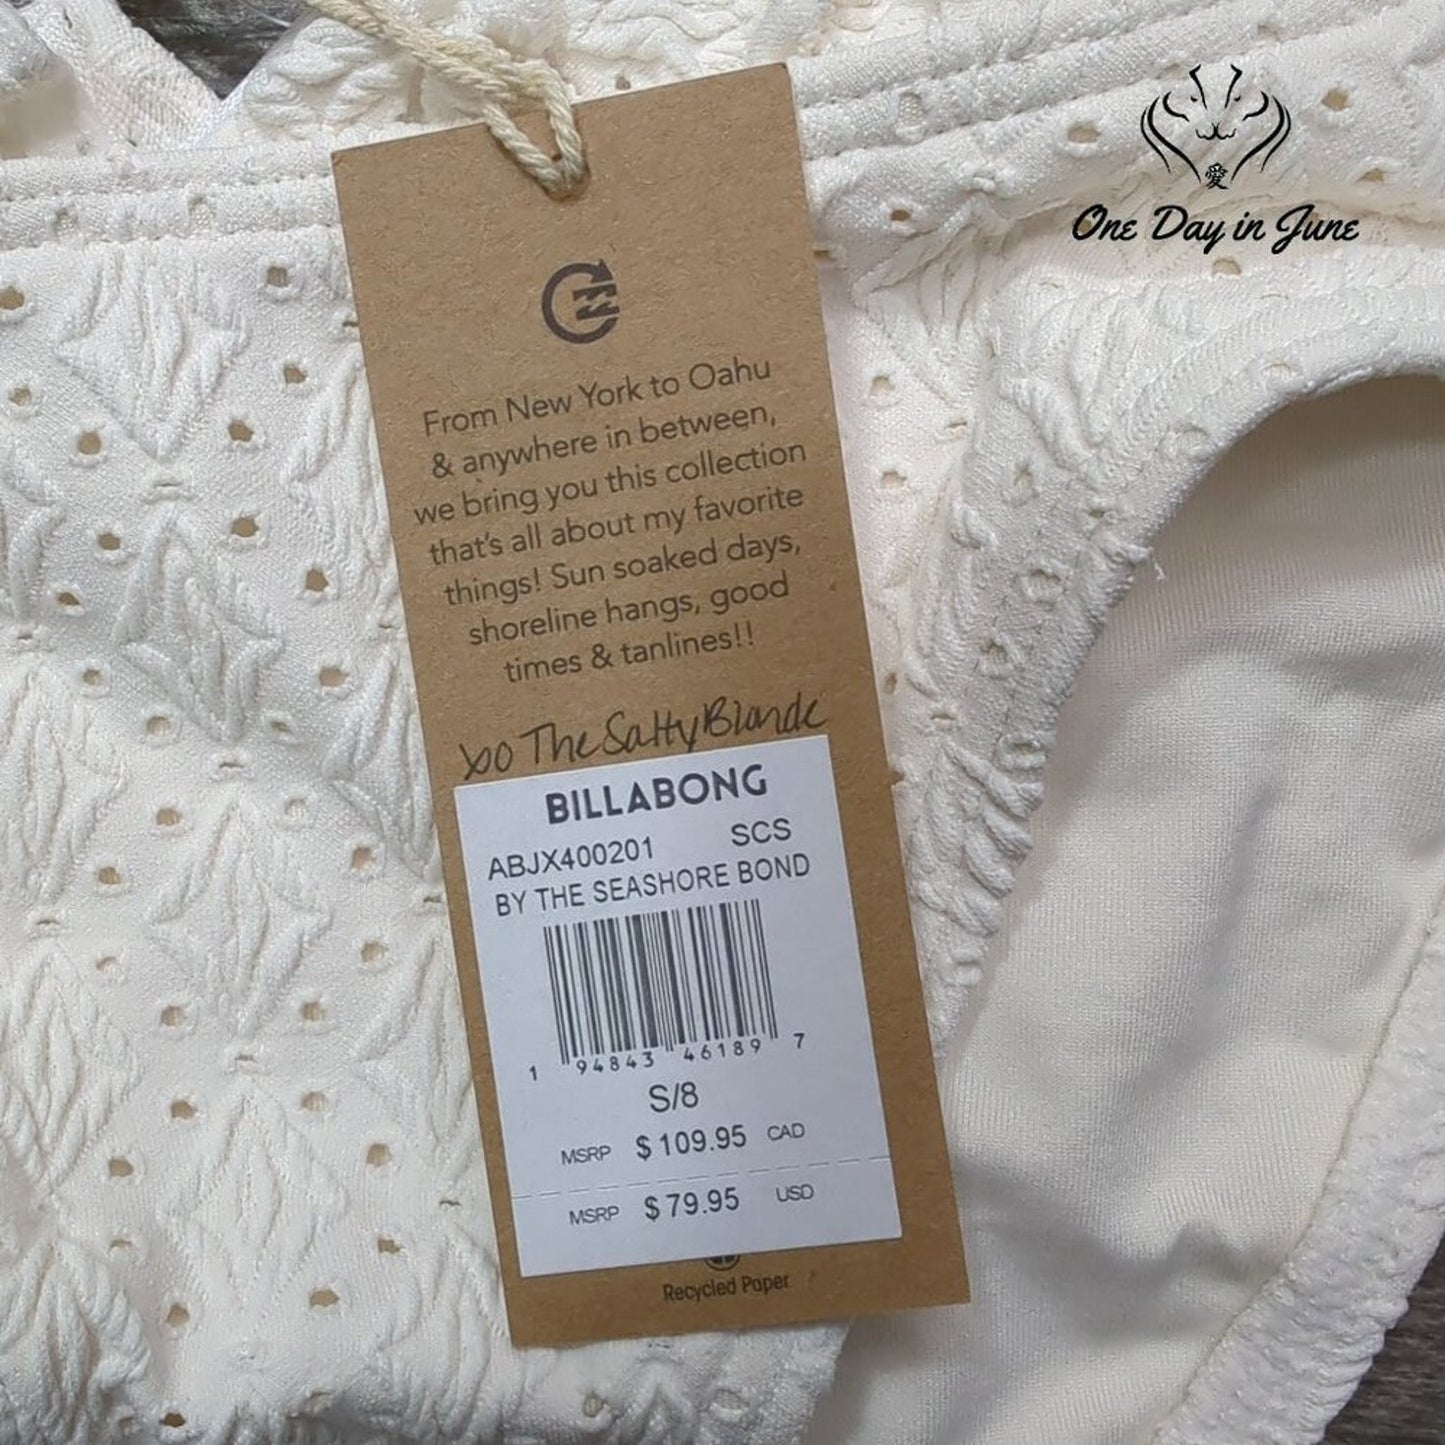 愛
One Day in June
From New York to Oahu
& anywhere in between,
we bring you this collection
that's all about my favorite
things! Sun soaked days,
shoreline hangs, good
times & tanlines!!
xo The Salty Blonde
BILLABONG
ABJX400201 SCS
BY THE SEASHORE BOND
1 94843 46189 7
S/8
MSRP $109.95 CAD
MSRP $79.95 USD
Recycled Paper